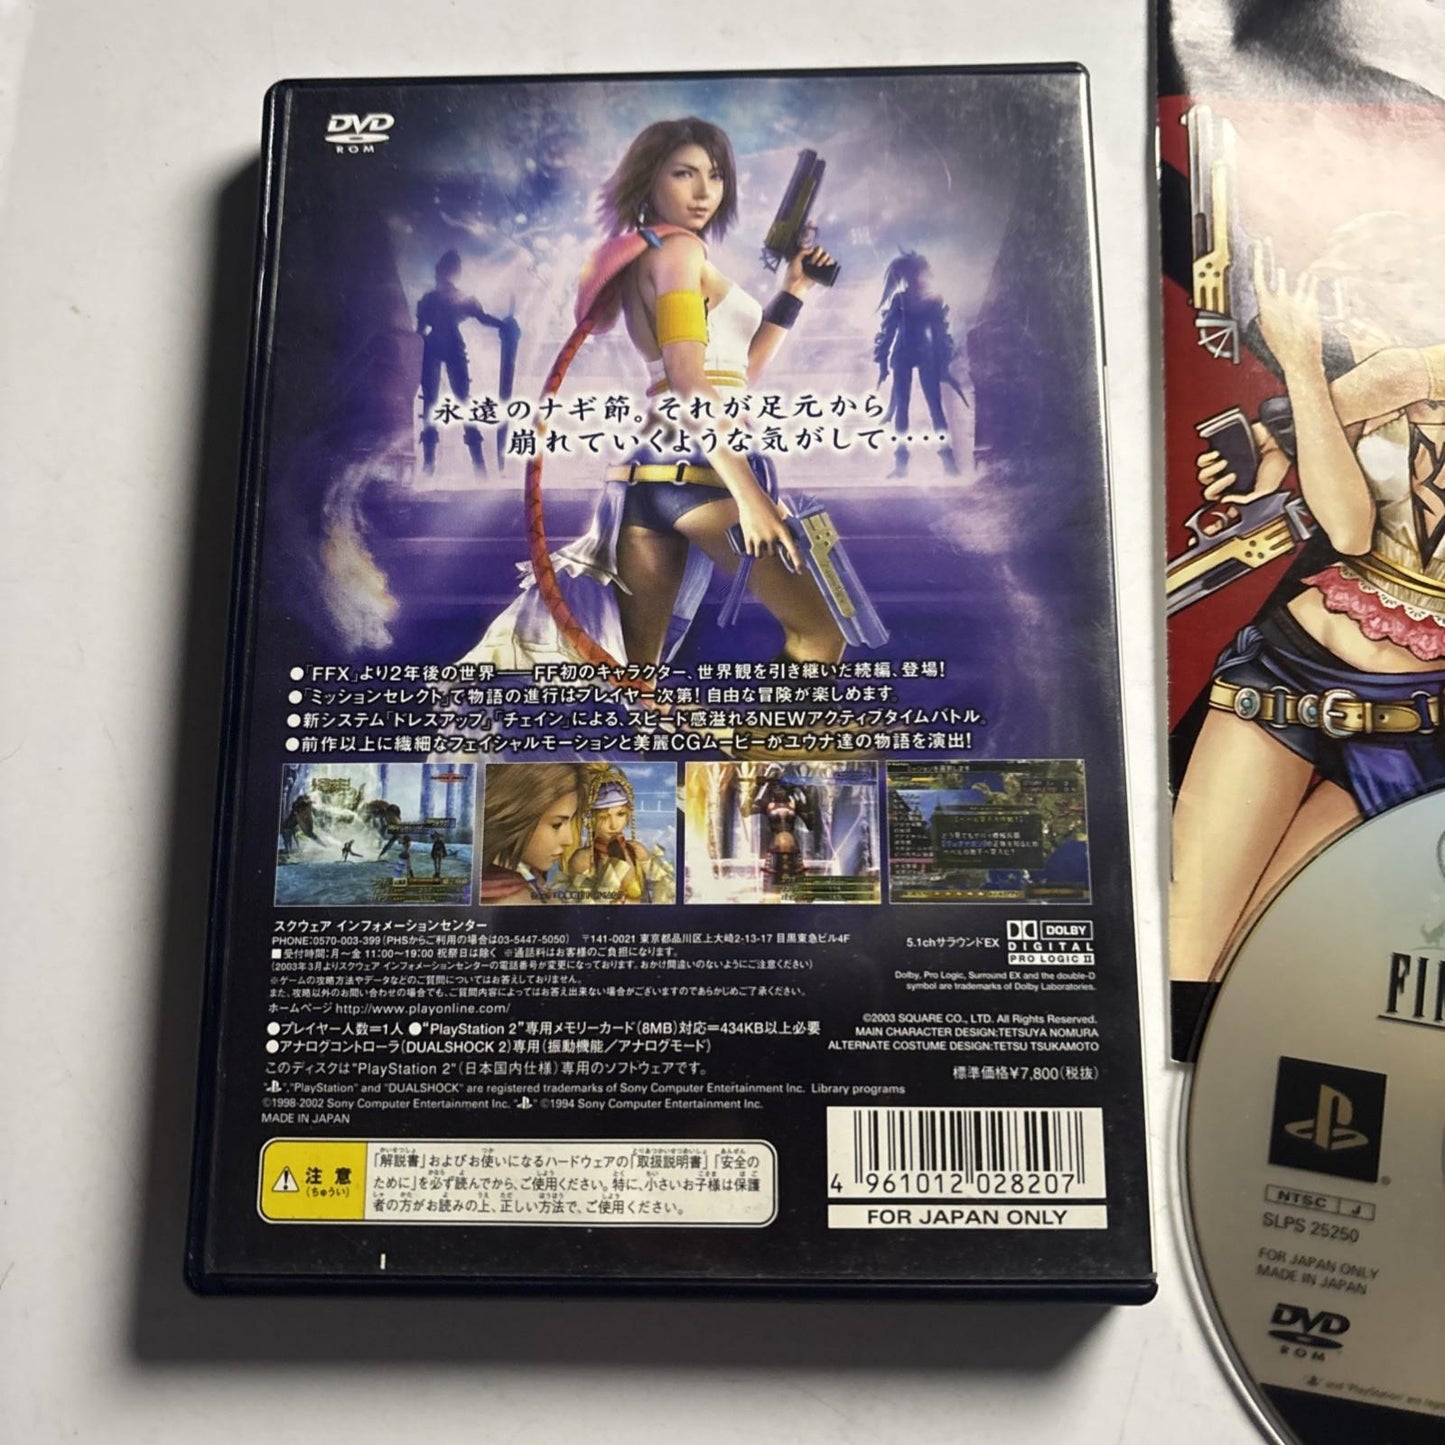 DVD
ROM
永遠のナギ節。それが足元から
崩れていくような気がして‥‥
●「FFX」より2年後の世界――FF初のキャラクター、世界観を引き継いだ続編、登場!
●「ミッションセレクト」で物語の進行はプレイヤー次第!自由な冒険が楽しめます。
●新システム「ドレスアップ」「チェイン」による、スピード感溢れるNEWアクティブタイムバトル。
●前作以上に繊細なフェイシャルモーションと美麗CGムービーがユウナ達の物語を演出!
スクウェア インフォメーションセンター
PHONE:0570-003-399(PHSからご利用の場合は03-5447-5050) 〒141-0021 東京都品川区上大崎2-13-17 目黒東急ビル4F
■受付時間:月〜金 11:00〜19:00 祝祭日は除く ※通話料はお客様のご負担になります。
(2003年3月よりスクウェア インフォメーションセンターの電話番号が変更になっております。おかけ間違いのないようにご注意ください)
※ゲームの攻略方法やデータなどのご質問についてはお答えしておりません。
また、攻略以外のお問い合わせの場合でも、ご質問内容によってはお答え出来ない場合がございますのであらかじめご了承ください。
ホームページ http://www.playonline.com/
5.1chサラウンドEX
DOLBY
DIGITAL
PRO LOGIC II
Dolby, Pro Logic, Surround EX and the double-D
symbol are trademarks of Dolby Laboratories.
●プレイヤー人数=1人 ●"PlayStation 2"専用メモリーカード(8MB)対応=434KB以上必要
●アナログコントローラ(DUALSHOCK 2)専用(振動機能/アナログモード)
©2003 SQUARE CO., LTD. All Rights Reserved.
MAIN CHARACTER DESIGN:TETSUYA NOMURA
ALTERNATE COSTUME DESIGN:TETSU TSUKAMOTO
このディスクは"PlayStation 2"(日本国内仕様)専用のソフトウェアです。
標準価格¥7,800(税抜)
"","PlayStation" and "DUALSHOCK" are registered trademarks of Sony Computer Entertainment Inc. Library programs
©1998-2002 Sony Computer Entertainment Inc. "" ©1994 Sony Computer Entertainment Inc.
MADE IN JAPAN
注意
(ちゅうい)
「解説書」およびお使いになるハードウェアの「取扱説明書」「安全の
ために」を必ず読んでから、ご使用ください。特に、小さいお子様は保護
者の方がお読みの上、正しい方法で、ご使用ください。
4 961012 028207
FOR JAPAN ONLY
NTSC J
SLPS 25250
FOR JAPAN ONLY
MADE IN JAPAN
DVD
ROM